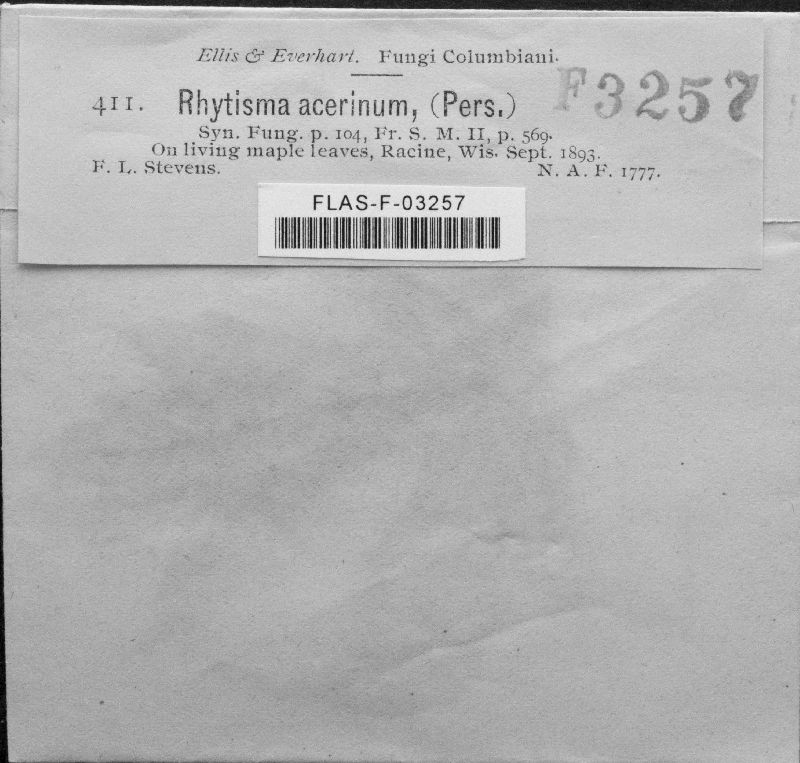 Ellis & Everhart. Fungi Columbiani.
F3257
411. Rhytisma acerinum, (Pers.)
Syn. Fung. p. 104, Fr. S. M. II, p. 569.
On living maple leaves, Racine, Wis. Sept. 1893.
F. L. Stevens. N. A. F. 1777.
FLAS-F-03257